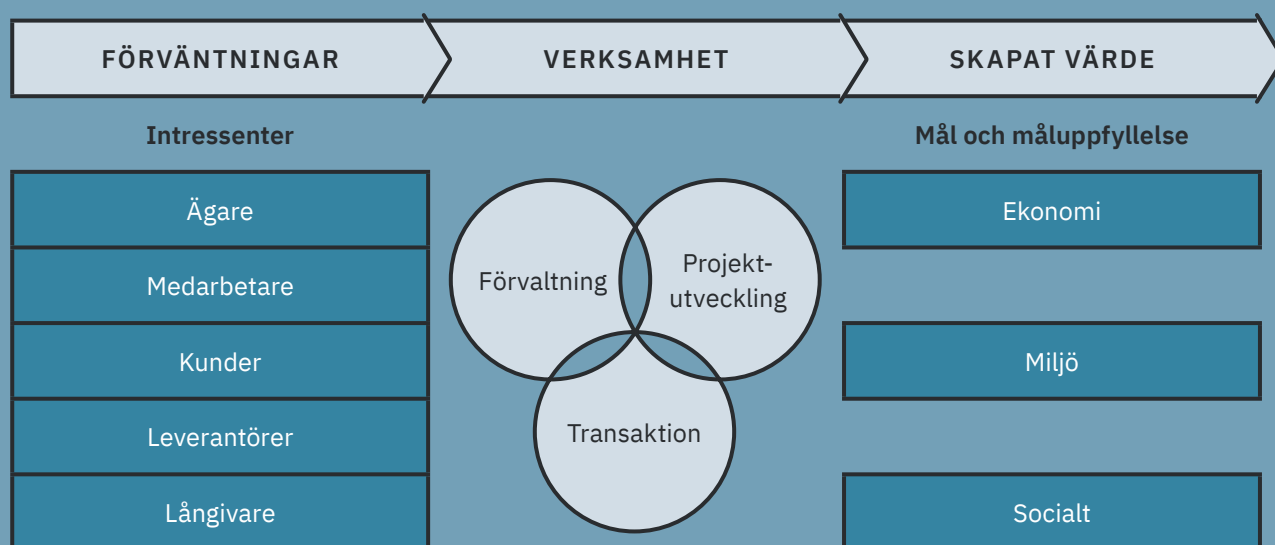 FÖRVÄNTNINGAR
VERKSAMHET
SKAPAT VÄRDE
Intressenter
Ägare
Medarbetare
Kunder
Leverantörer
Långivare
Förvaltning
Projekt-
utveckling
Transaktion
Mål och måluppfyllelse
Ekonomi
Miljö
Socialt